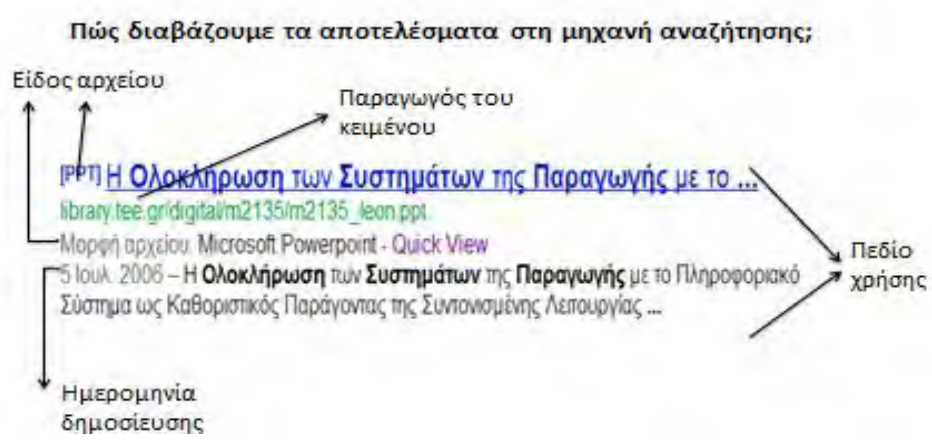 Πώς διαβάζουμε τα αποτελέσματα στη μηχανή αναζήτησης;
Είδος αρχείου
Παραγωγός του
κειμένου
[PPT] Η Ολοκλήρωση των Συστημάτων της Παραγωγής με το ...
library.tee.gr/digital/m2135/m2135_leon.ppt
Μορφή αρχείου: Microsoft Powerpoint - Quick View
5 Ιουλ. 2006 – Η Ολοκλήρωση των Συστημάτων της Παραγωγής με το Πληροφοριακό
Σύστημα ως Καθοριστικός Παράγοντας της Συντονισμένης Λειτουργίας ...
Πεδίο
χρήσης
Ημερομηνία
δημοσίευσης